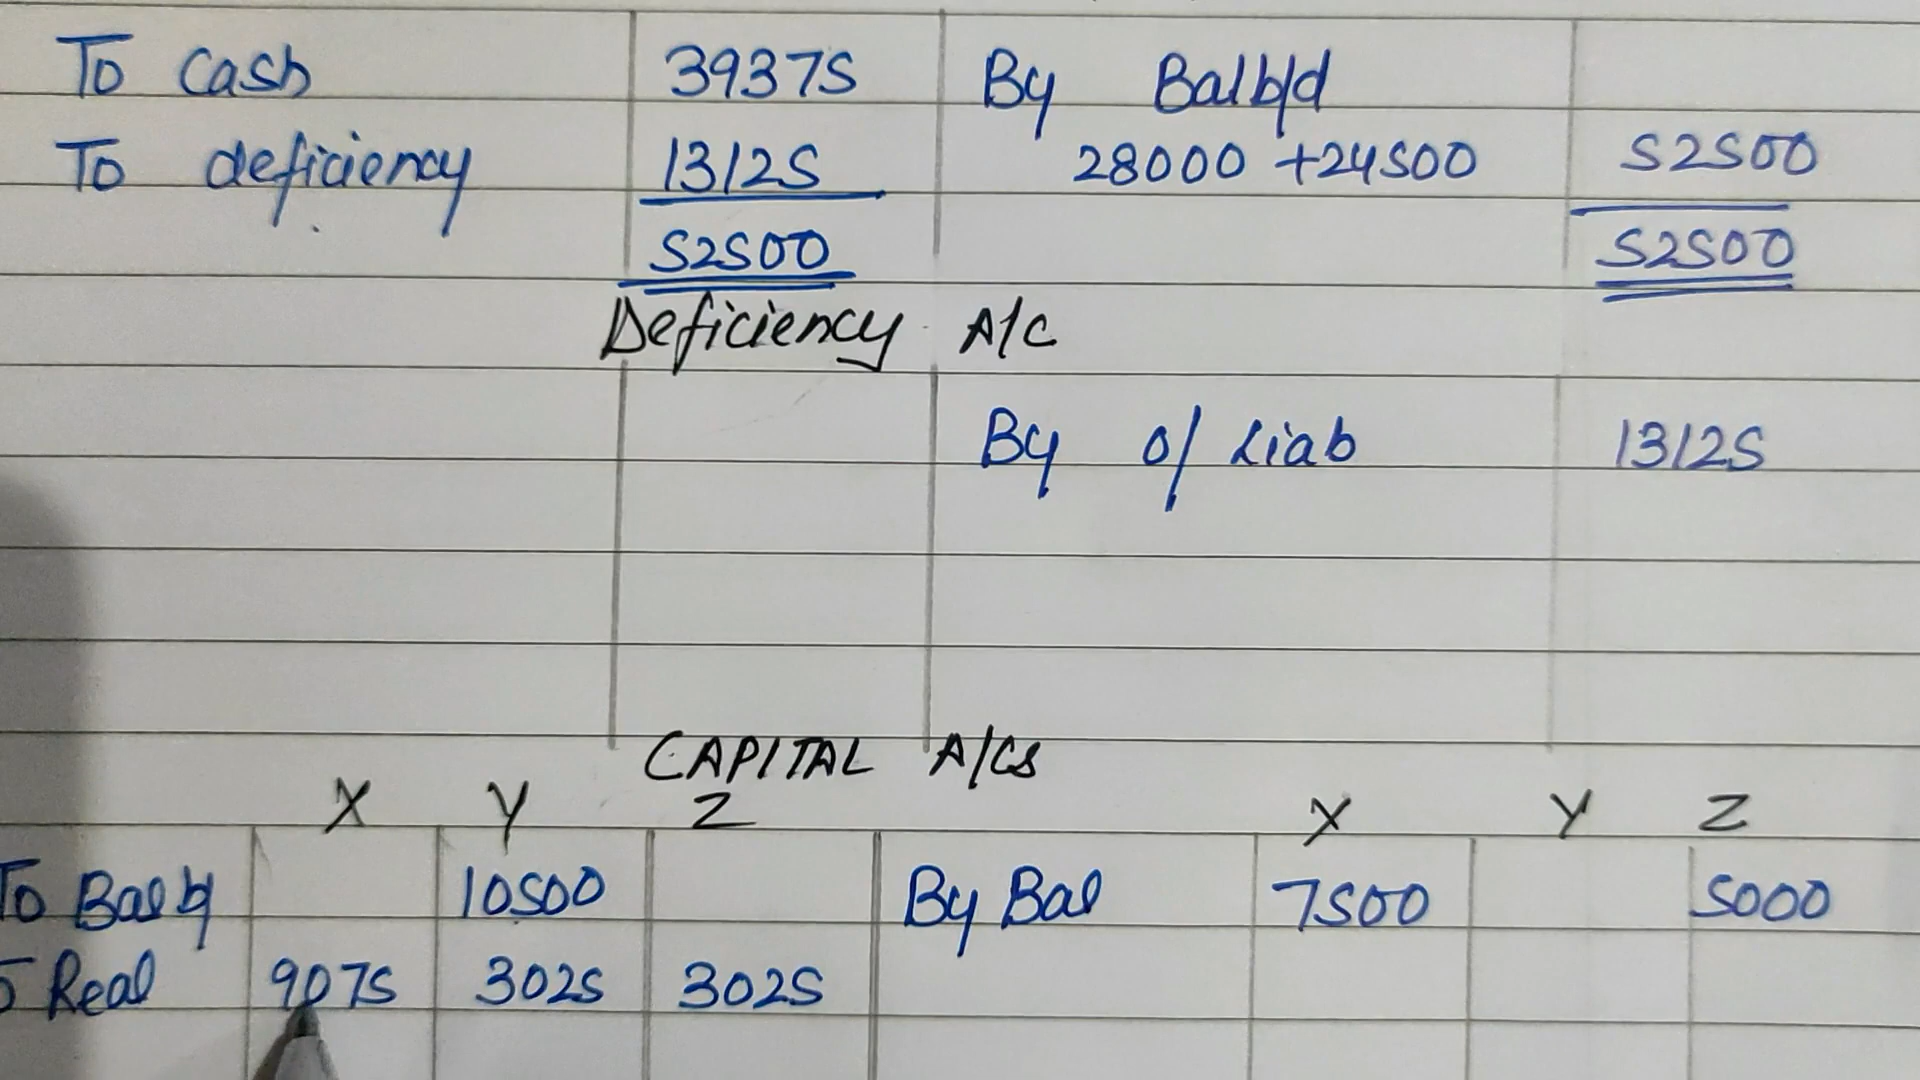 To Cash 39375 By Bal b/d
To deficiency 13125 28000 +24500 52500
52500 52500
Deficiency A/C
By o/ Liab 13125
CAPITAL A/Cs
X Y Z X Y Z
To Bal b/ 10500 By Bal 7500 5000
Real 9075 3025 3025